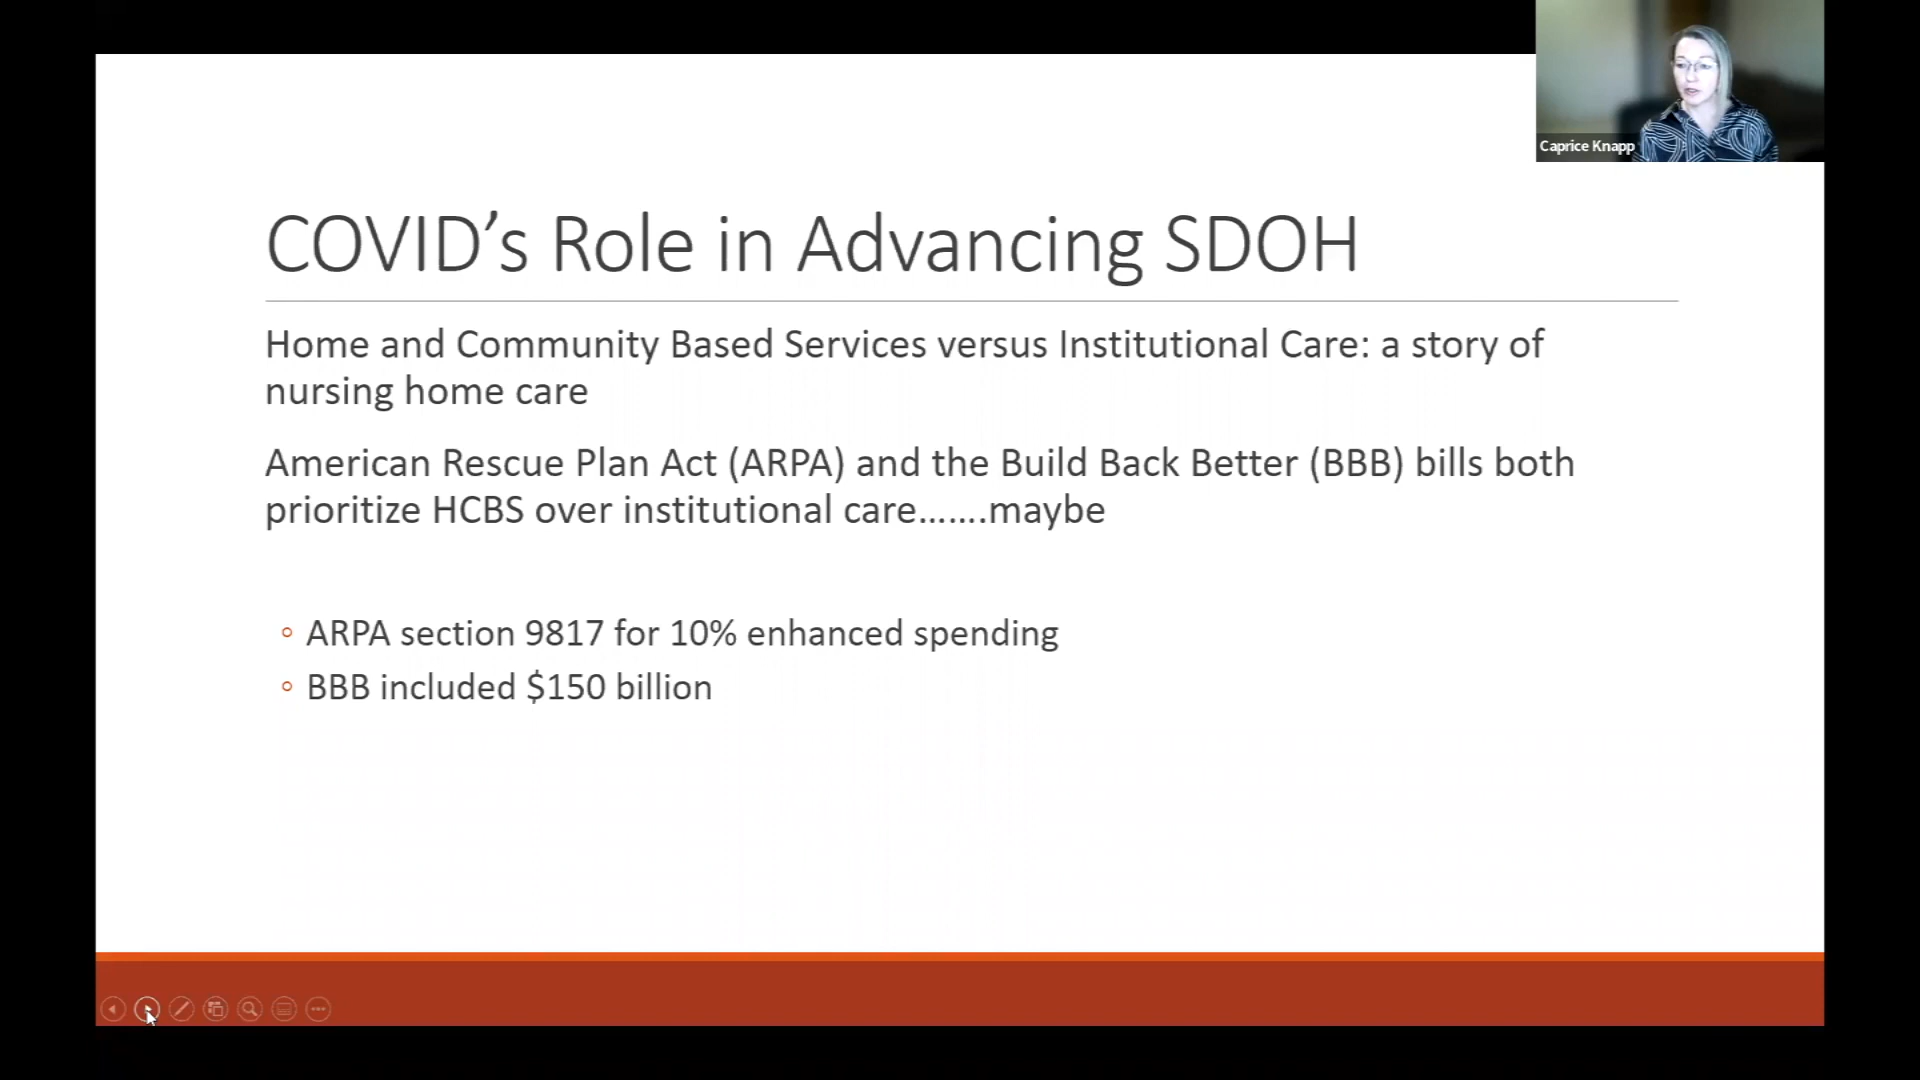 Caprice Knapp
COVID’s Role in Advancing SDOH
Home and Community Based Services versus Institutional Care: a story of
nursing home care
American Rescue Plan Act (ARPA) and the Build Back Better (BBB) bills both
prioritize HCBS over institutional care…….maybe
◦ ARPA section 9817 for 10% enhanced spending
◦ BBB included $150 billion